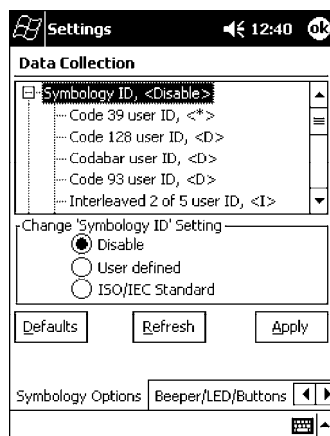 Settings 12:40 ok
Data Collection
Symbology ID, <Disable>
Code 39 user ID, <*>
Code 128 user ID, <D>
Codabar user ID, <D>
Code 93 user ID, <D>
Interleaved 2 of 5 user ID, <I>
Change 'Symbology ID' Setting
Disable
User defined
ISO/IEC Standard
Defaults Refresh Apply
Symbology Options Beeper/LED/Buttons